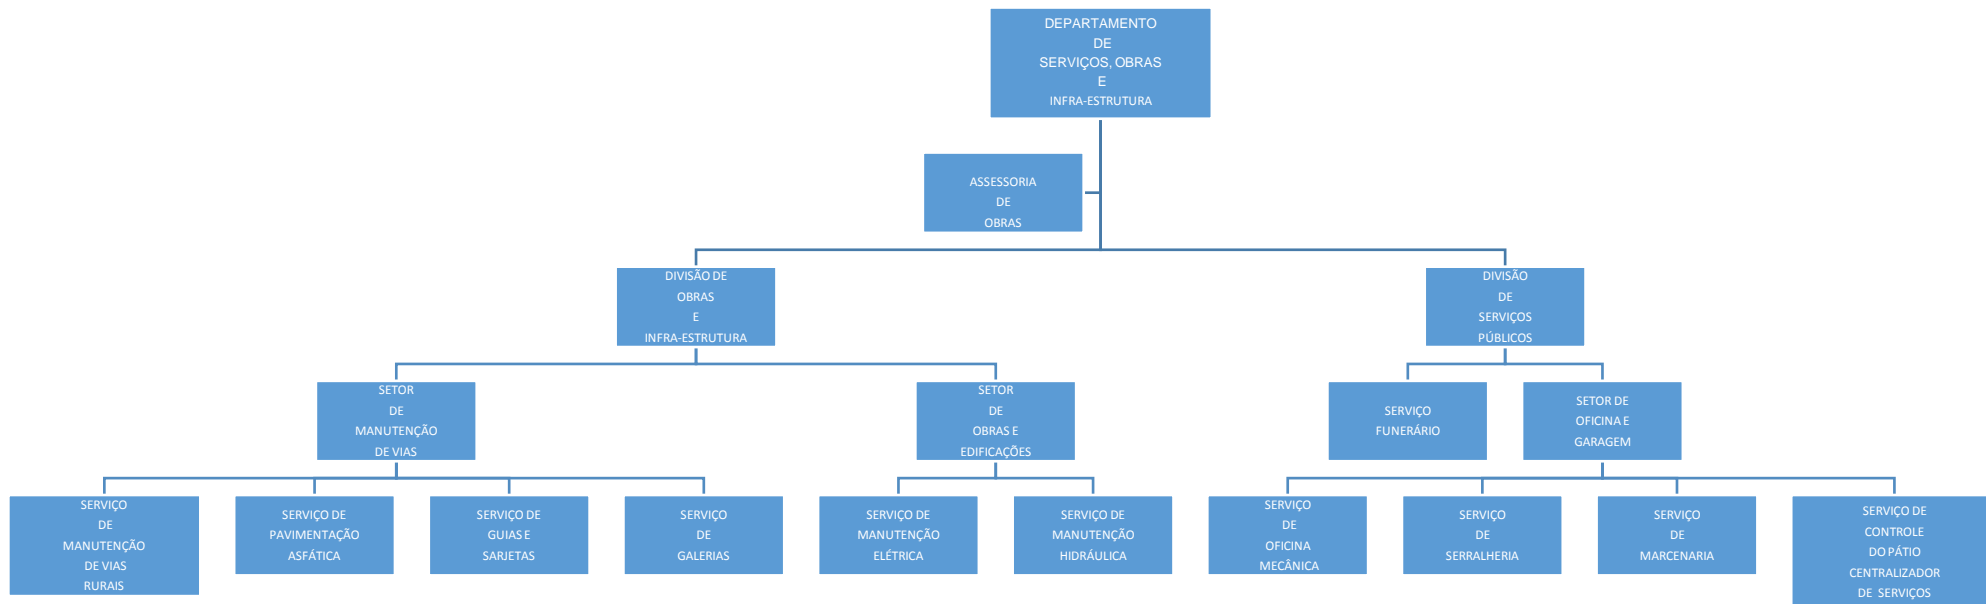 DEPARTAMENTO
DE
SERVIÇOS, OBRAS
E
INFRA-ESTRUTURA
ASSESSORIA
DE
OBRAS
DIVISÃO DE
OBRAS
E
INFRA-ESTRUTURA
DIVISÃO
DE
SERVIÇOS
PÚBLICOS
SETOR
DE
MANUTENÇÃO
DE VIAS
SETOR
DE
OBRAS E
EDIFICAÇÕES
SERVIÇO
FUNERÁRIO
SETOR DE
OFICINA E
GARAGEM
SERVIÇO
DE
MANUTENÇÃO
DE VIAS
RURAIS
SERVIÇO DE
PAVIMENTAÇÃO
ASFÁTICA
SERVIÇO DE
GUIAS E
SARJETAS
SERVIÇO
DE
GALERIAS
SERVIÇO DE
MANUTENÇÃO
ELÉTRICA
SERVIÇO DE
MANUTENÇÃO
HIDRÁULICA
SERVIÇO
DE
OFICINA
MECÂNICA
SERVIÇO
DE
SERRALHERIA
SERVIÇO
DE
MARCENARIA
SERVIÇO DE
CONTROLE
DO PÁTIO
CENTRALIZADOR
DE SERVIÇOS